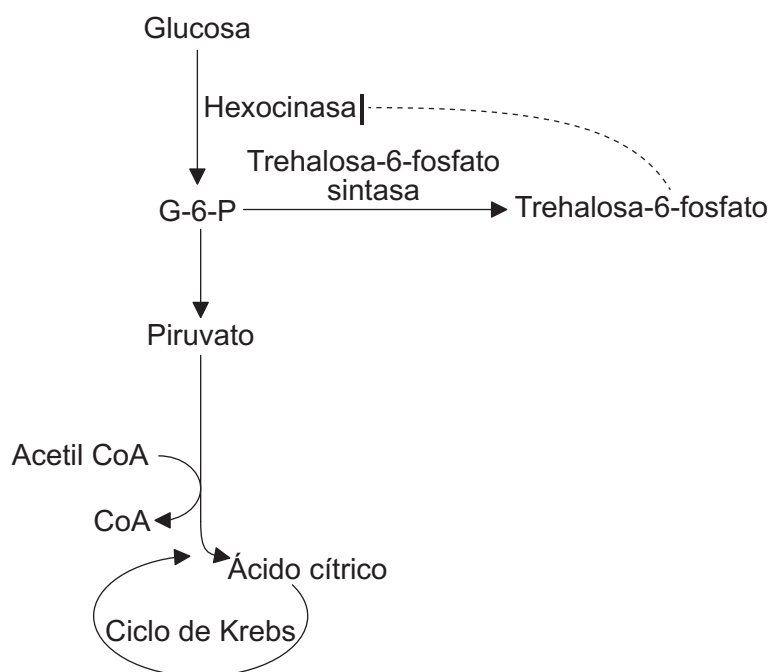 Glucosa
Hexocinasa
Trehalosa-6-fosfato
sintasa
G-6-P
Trehalosa-6-fosfato
Piruvato
Acetil CoA
CoA
Ácido cítrico
Ciclo de Krebs